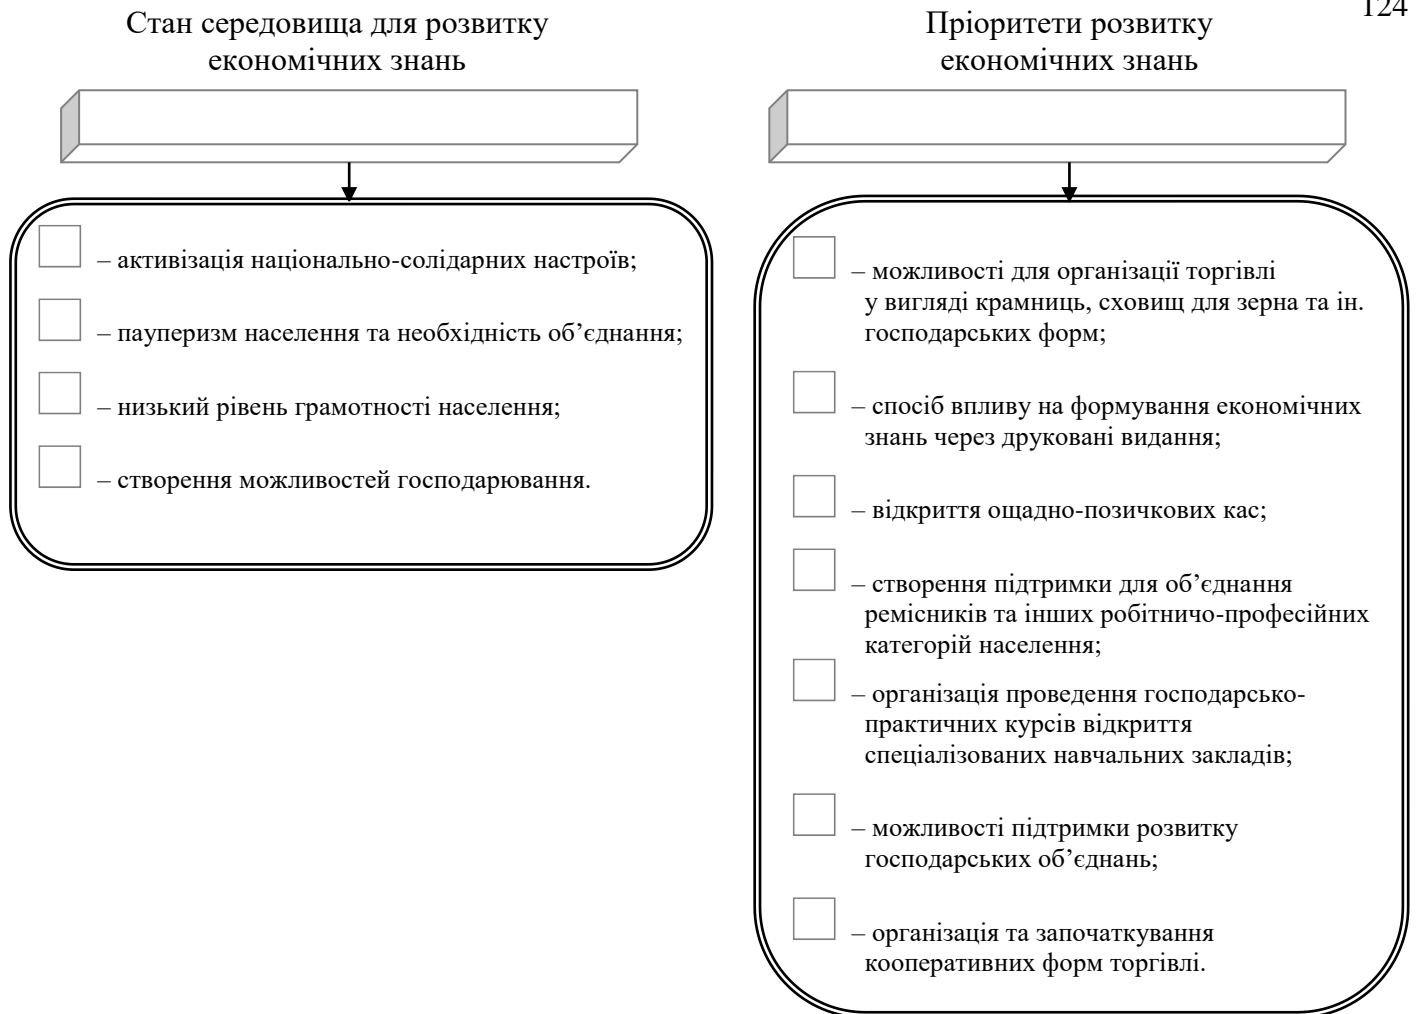 124
Стан середовища для розвитку
економічних знань
– активізація національно-солідарних настроїв;
– пауперизм населення та необхідність об’єднання;
– низький рівень грамотності населення;
– створення можливостей господарювання.
Пріоритети розвитку
економічних знань
– можливості для організації торгівлі
у вигляді крамниць, сховищ для зерна та ін.
господарських форм;
– спосіб впливу на формування економічних
знань через друковані видання;
– відкриття ощадно-позичкових кас;
– створення підтримки для об’єднання
ремісників та інших робітничо-професійних
категорій населення;
– організація проведення господарсько-
практичних курсів відкриття
спеціалізованих навчальних закладів;
– можливості підтримки розвитку
господарських об’єднань;
– організація та започаткування
кооперативних форм торгівлі.